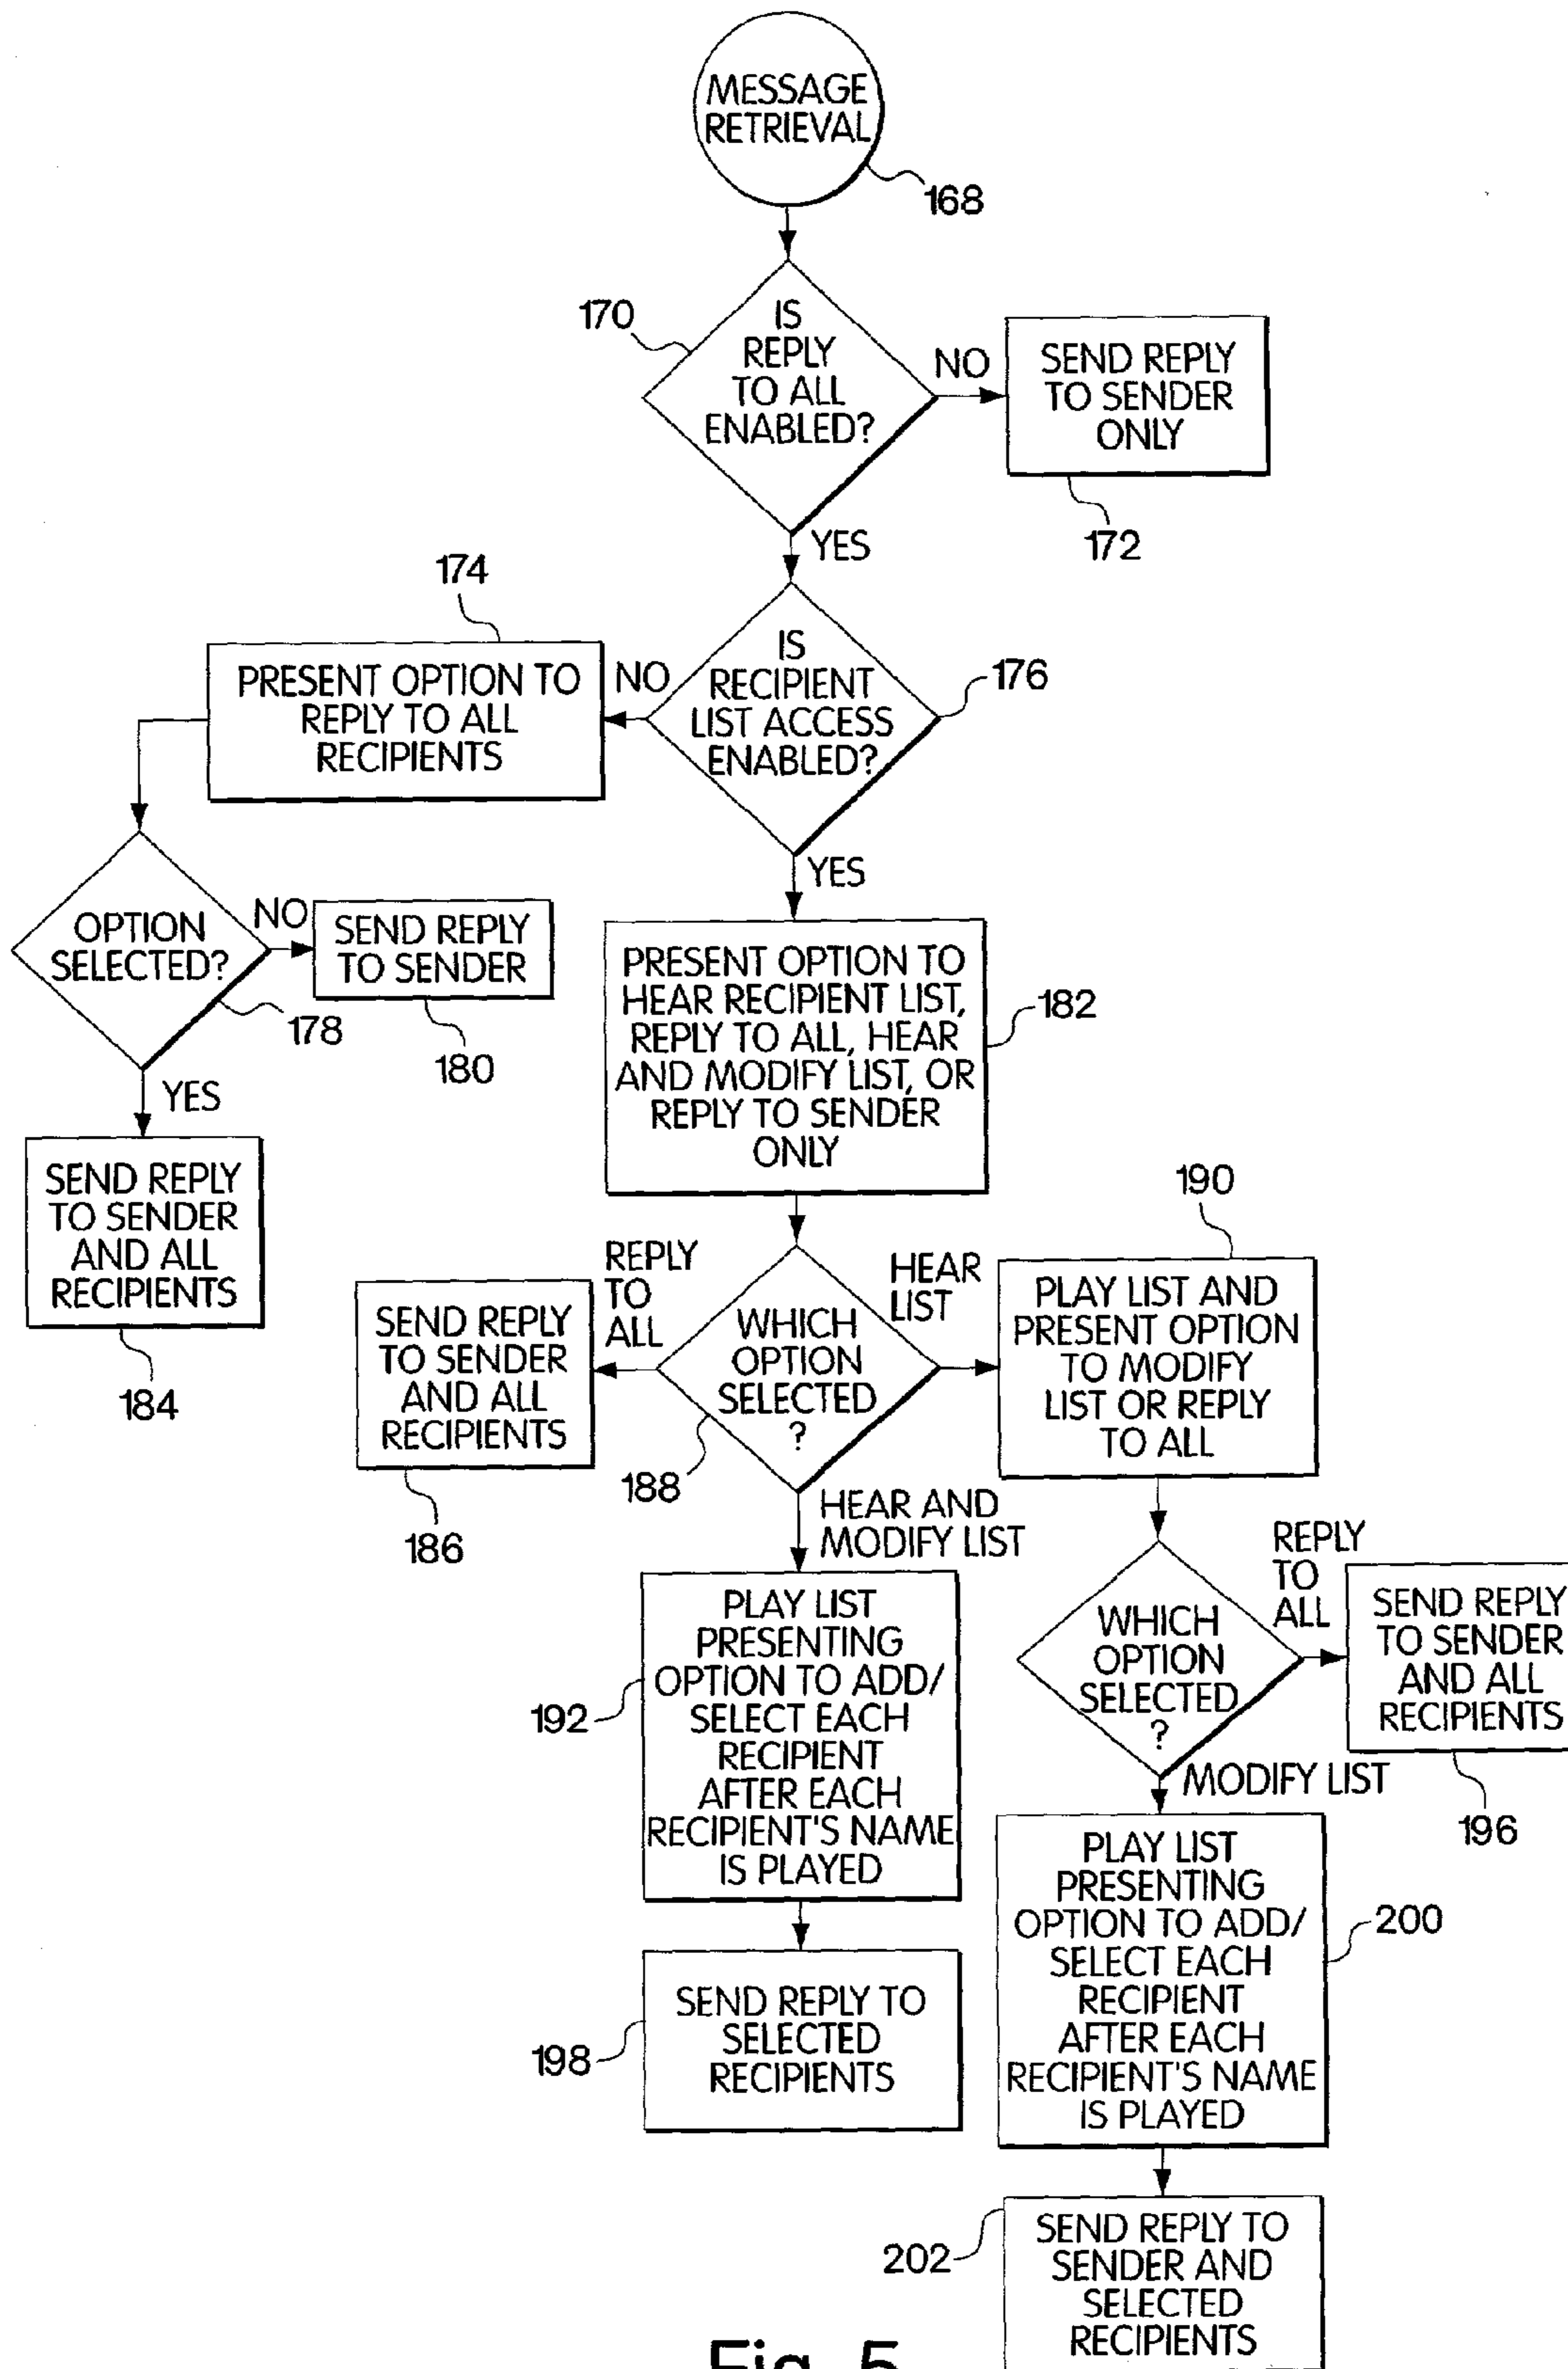 MESSAGE
RETRIEVAL
168
170
IS
REPLY
TO ALL
ENABLED?
NO
SEND REPLY
TO SENDER
ONLY
172
YES
174
PRESENT OPTION TO
REPLY TO ALL
RECIPIENTS
NO
IS
RECIPIENT
LIST ACCESS
ENABLED?
176
YES
OPTION
SELECTED?
178
NO
SEND REPLY
TO SENDER
180
YES
SEND REPLY
TO SENDER
AND ALL
RECIPIENTS
184
PRESENT OPTION TO
HEAR RECIPIENT LIST,
REPLY TO ALL, HEAR
AND MODIFY LIST, OR
REPLY TO SENDER
ONLY
182
REPLY
TO
ALL
SEND REPLY
TO SENDER
AND ALL
RECIPIENTS
186
WHICH
OPTION
SELECTED
?
188
HEAR
LIST
190
PLAY LIST AND
PRESENT OPTION
TO MODIFY
LIST OR REPLY
TO ALL
HEAR AND
MODIFY LIST
PLAY LIST
PRESENTING
OPTION TO ADD/
SELECT EACH
RECIPIENT
AFTER EACH
RECIPIENT'S NAME
IS PLAYED
192
SEND REPLY TO
SELECTED
RECIPIENTS
198
WHICH
OPTION
SELECTED
?
REPLY
TO
ALL
SEND REPLY
TO SENDER
AND ALL
RECIPIENTS
196
MODIFY LIST
PLAY LIST
PRESENTING
OPTION TO ADD/
SELECT EACH
RECIPIENT
AFTER EACH
RECIPIENT'S NAME
IS PLAYED
200
SEND REPLY TO
SENDER AND
SELECTED
RECIPIENTS
202
Fig. 5